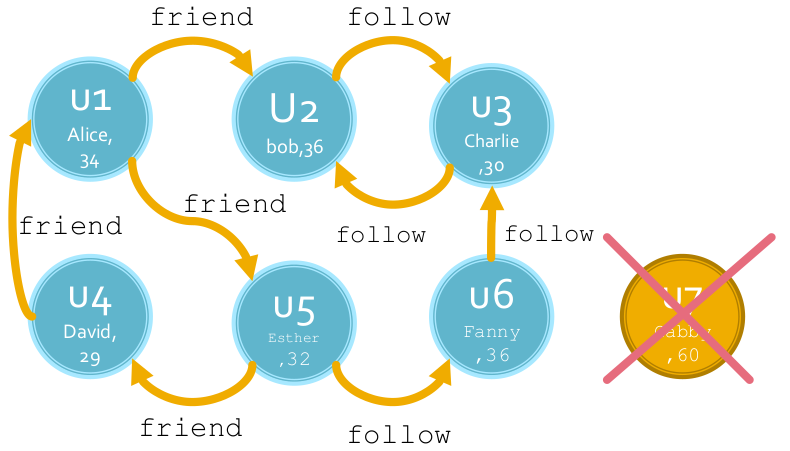 friend
follow
u1
Alice,
34
U2
bob,36
u3
Charlie
,30
friend
follow
friend
follow
u4
David,
29
u5
Esther
,32
u6
Fanny
,36
u7
Gabby
,60
friend
follow